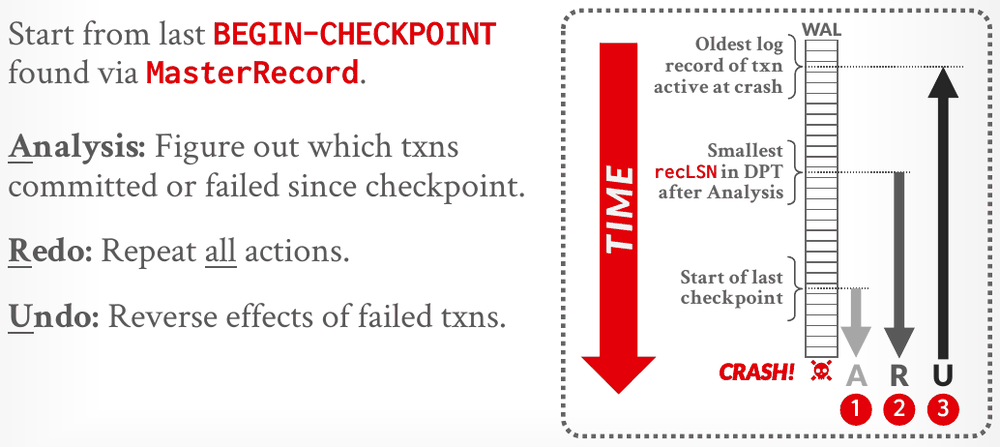 Start from last BEGIN-CHECKPOINT
found via MasterRecord.
Analysis: Figure out which txns
committed or failed since checkpoint.
Redo: Repeat all actions.
Undo: Reverse effects of failed txns.
TIME
WAL
Oldest log
record of txn
active at crash
Smallest
recLSN in DPT
after Analysis
Start of last
checkpoint
CRASH!
A R U
1 2 3